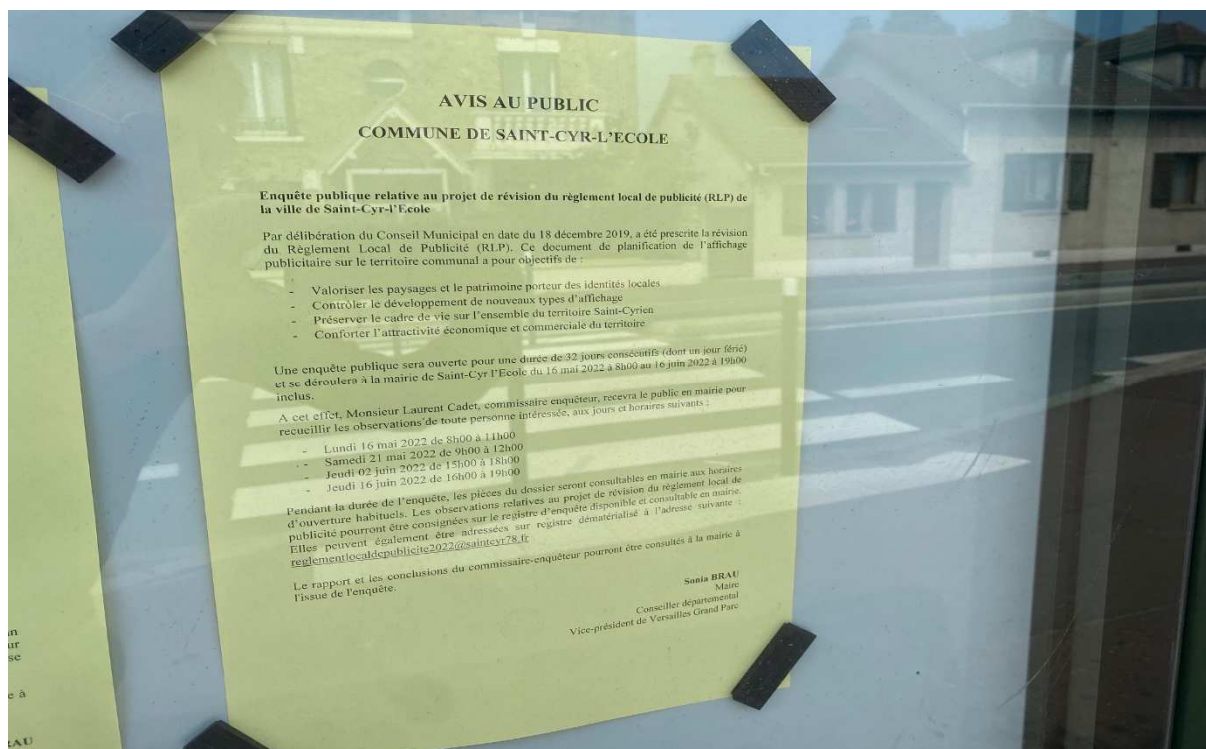 AVIS AU PUBLIC
COMMUNE DE SAINT-CYR-L'ECOLE
Enquête publique relative au projet de révision du règlement local de publicité (RLP) de
la ville de Saint-Cyr-l'Ecole
Par délibération du Conseil Municipal en date du 18 décembre 2019, a été prescrite la révision
du Règlement Local de Publicité (RLP). Ce document de planification de l'affichage
publicitaire sur le territoire communal a pour objectifs de :
- Valoriser les paysages et le patrimoine porteur des identités locales
- Contrôler le développement de nouveaux types d'affichage
- Préserver le cadre de vie sur l'ensemble du territoire Saint-Cyrien
- Conforter l'attractivité économique et commerciale du territoire
Une enquête publique sera ouverte pour une durée de 32 jours consécutifs (dont un jour férié)
et se déroulera à la mairie de Saint-Cyr l'Ecole du 16 mai 2022 à 8h00 au 16 juin 2022 à 19h00
inclus.
A cet effet, Monsieur Laurent Cadet, commissaire enquêteur, recevra le public en mairie pour
recueillir les observations de toute personne intéressée, aux jours et horaires suivants :
- Lundi 16 mai 2022 de 8h00 à 11h00
- Samedi 21 mai 2022 de 9h00 à 12h00
- Jeudi 02 juin 2022 de 15h00 à 18h00
- Jeudi 16 juin 2022 de 16h00 à 19h00
Pendant la durée de l'enquête, les pièces du dossier seront consultables en mairie aux horaires
d'ouverture habituels. Les observations relatives au projet de révision du règlement local de
publicité pourront être consignées sur le registre d'enquête disponible et consultable en mairie.
Elles peuvent également être adressées sur registre dématérialisé à l'adresse suivante :
reglementlocaldepublicite2022@saintcyr78.fr
Le rapport et les conclusions du commissaire-enquêteur pourront être consultés à la mairie à
l'issue de l'enquête.
Sonia BRAU
Maire
Conseiller départemental
Vice-président de Versailles Grand Parc